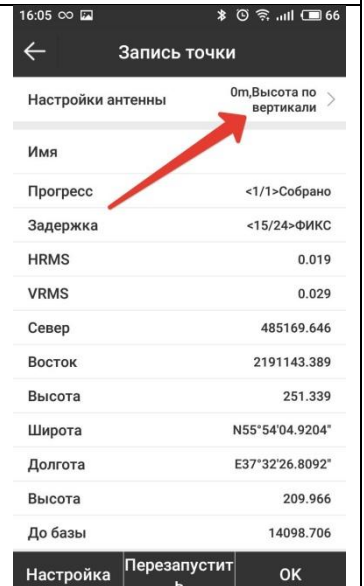 16:05 66
Запись точки
Настройки антенны 0m,Высота по
вертикали
Имя
Прогресс <1/1>Собрано
Задержка <15/24>ФИКС
HRMS 0.019
VRMS 0.029
Север 485169.646
Восток 2191143.389
Высота 251.339
Широта N55°54'04.9204"
Долгота E37°32'26.8092"
Высота 209.966
До базы 14098.706
Настройка Перезапустит
ь OK